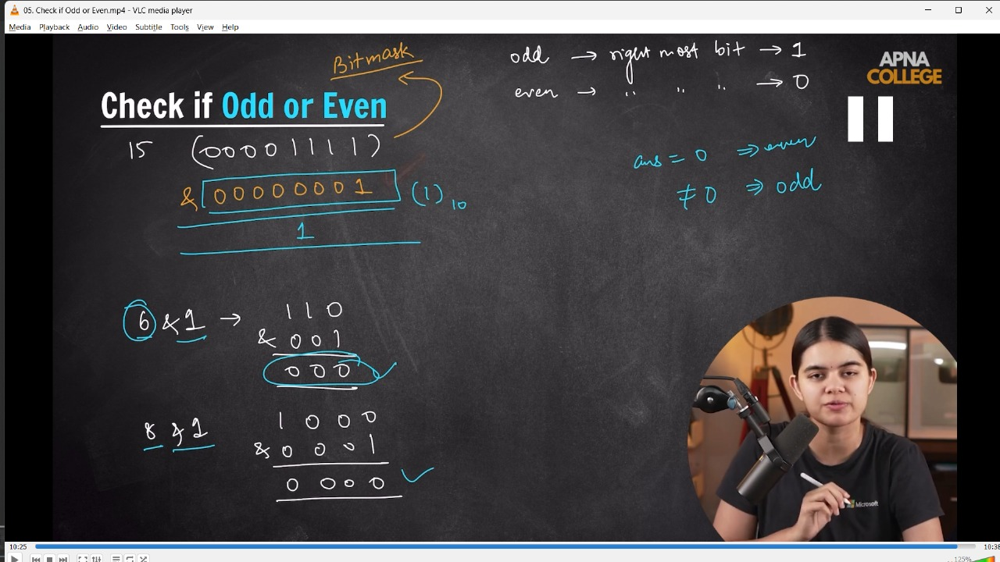 05. Check if Odd or Even.mp4 - VLC media player
Media Playback Audio Video Subtitle Tools View Help
Bitmask
odd → right most bit → 1
even → " " " → 0
APNA
COLLEGE
Check if Odd or Even
15 (00001111)
& 00000001 (1)10
1
ans = 0 ⇒ even
≠ 0 ⇒ odd
6 & 1 → 110
& 001
000
8 & 1 1000
& 0001
0000
Microsoft
10:25
10:38
125%